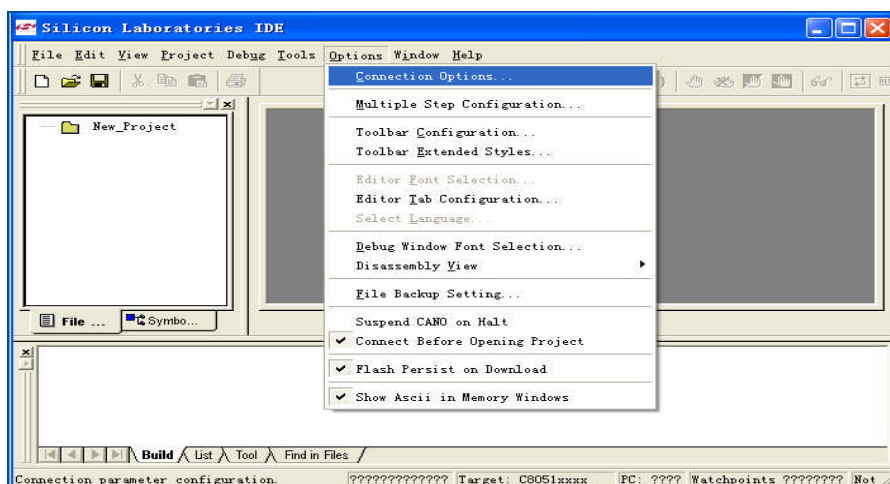 Silicon Laboratories IDE
File Edit View Project Debug Tools Options Window Help
Connection Options...
Multiple Step Configuration...
New_Project
Toolbar Configuration...
Toolbar Extended Styles...
Editor Font Selection...
Editor Tab Configuration...
Select Language...
Debug Window Font Selection...
Disassembly View
File Backup Setting...
File ... Symbo...
Suspend CAN0 on Halt
Connect Before Opening Project
Flash Persist on Download
Show Ascii in Memory Windows
Build List Tool Find in Files
Connection parameter configuration. ????????????? Target: C8051xxxx PC: ???? Watchpoints ???????? Not